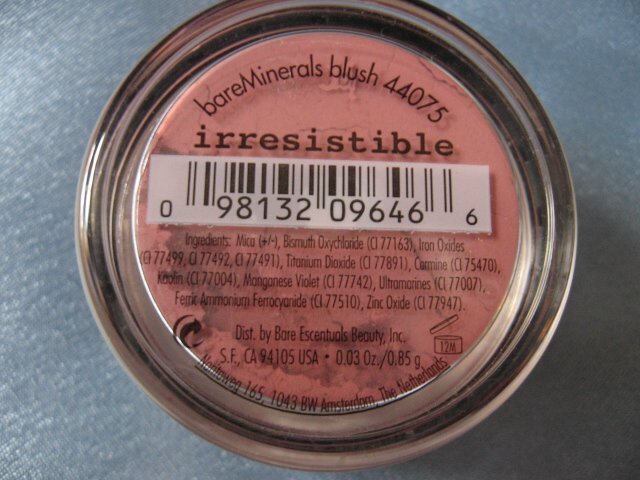 bareMinerals blush 44075
irresistible
0 98132 09646 6
Ingredients: Mica (+/-), Bismuth Oxychloride (CI 77163), Iron Oxides
(CI 77499, CI 77492, CI 77491), Titanium Dioxide (CI 77891), Carmine (CI 75470),
Kaolin (CI 77004), Manganese Violet (CI 77742), Ultramarines (CI 77007),
Ferric Ammonium Ferrocyanide (CI 77510), Zinc Oxide (CI 77947).
Dist. by Bare Escentuals Beauty, Inc.
S.F., CA 94105 USA • 0.03 Oz./0.85 g
12M
165, 1043 BW Amsterdam, The Netherlands